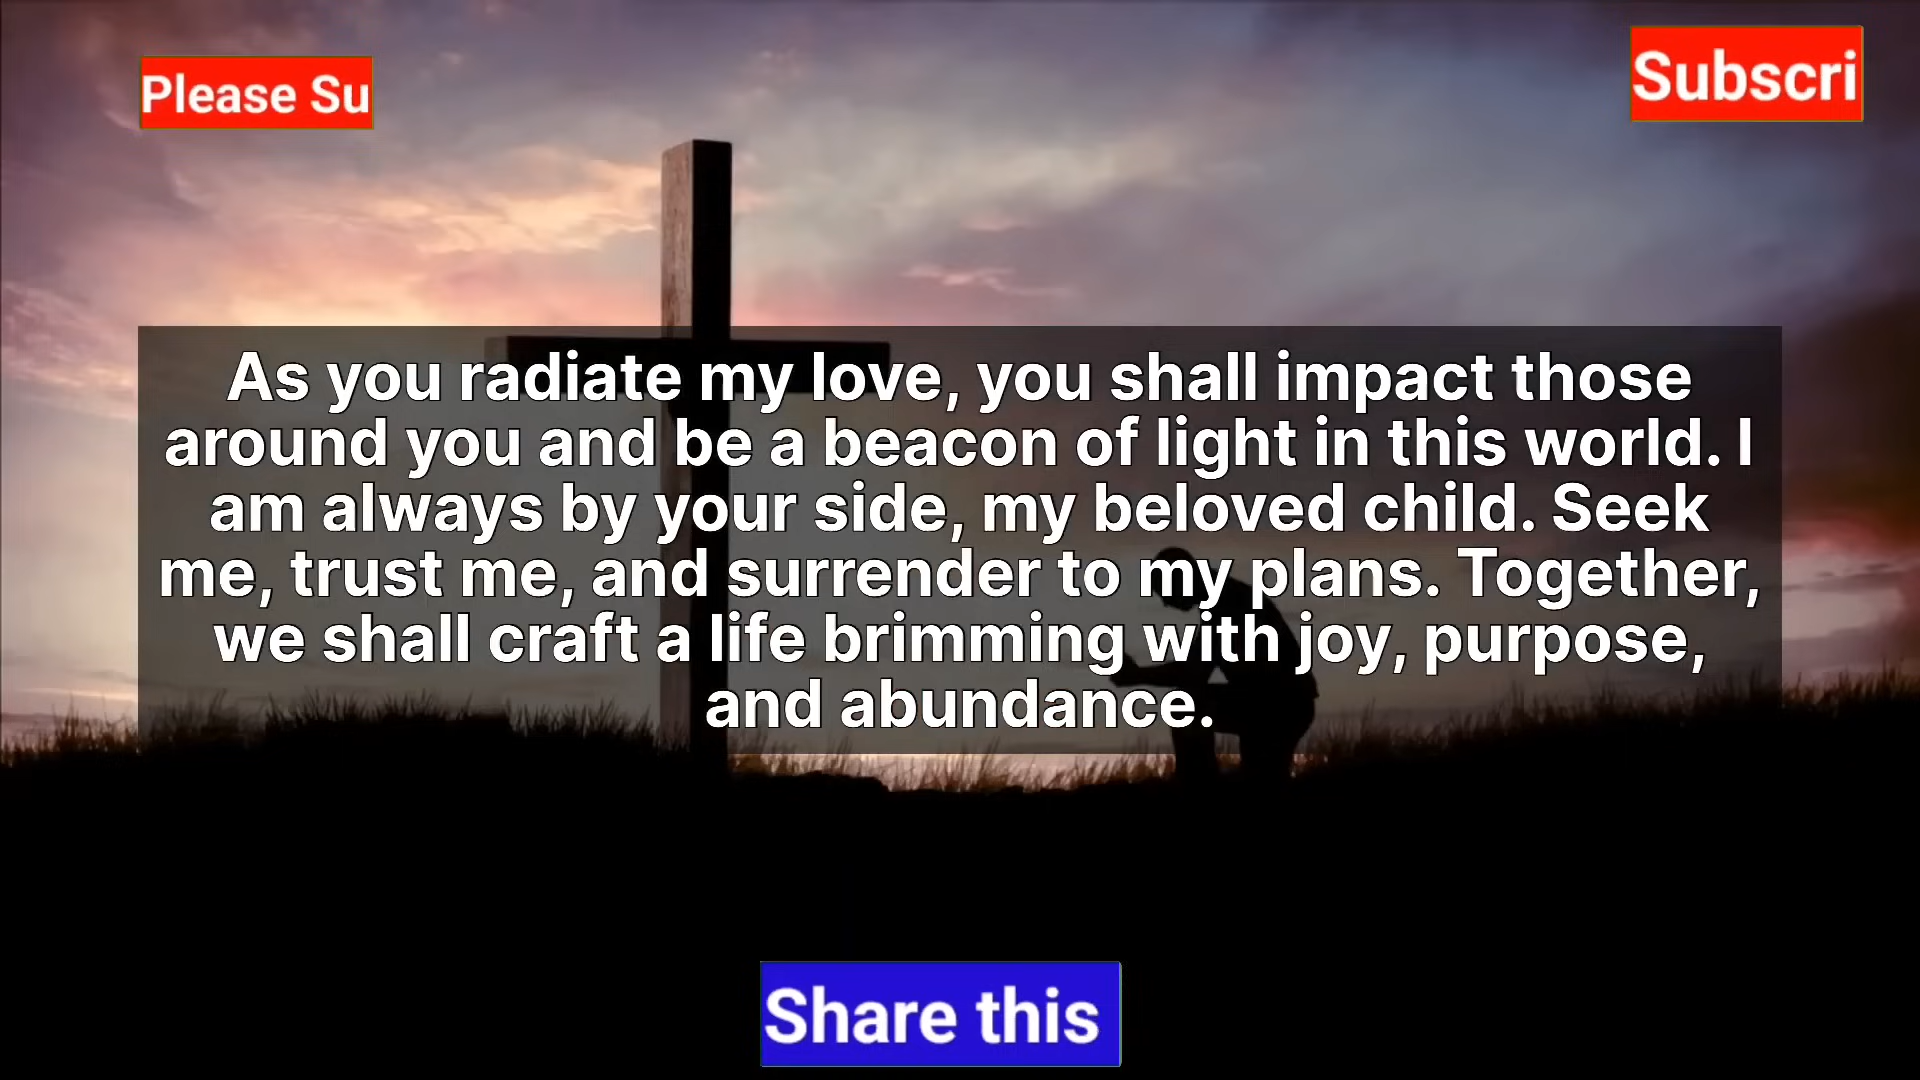 Please Su
Subscri
As you radiate my love, you shall impact those
around you and be a beacon of light in this world. I
am always by your side, my beloved child. Seek
me, trust me, and surrender to my plans. Together,
we shall craft a life brimming with joy, purpose,
and abundance.
Share this